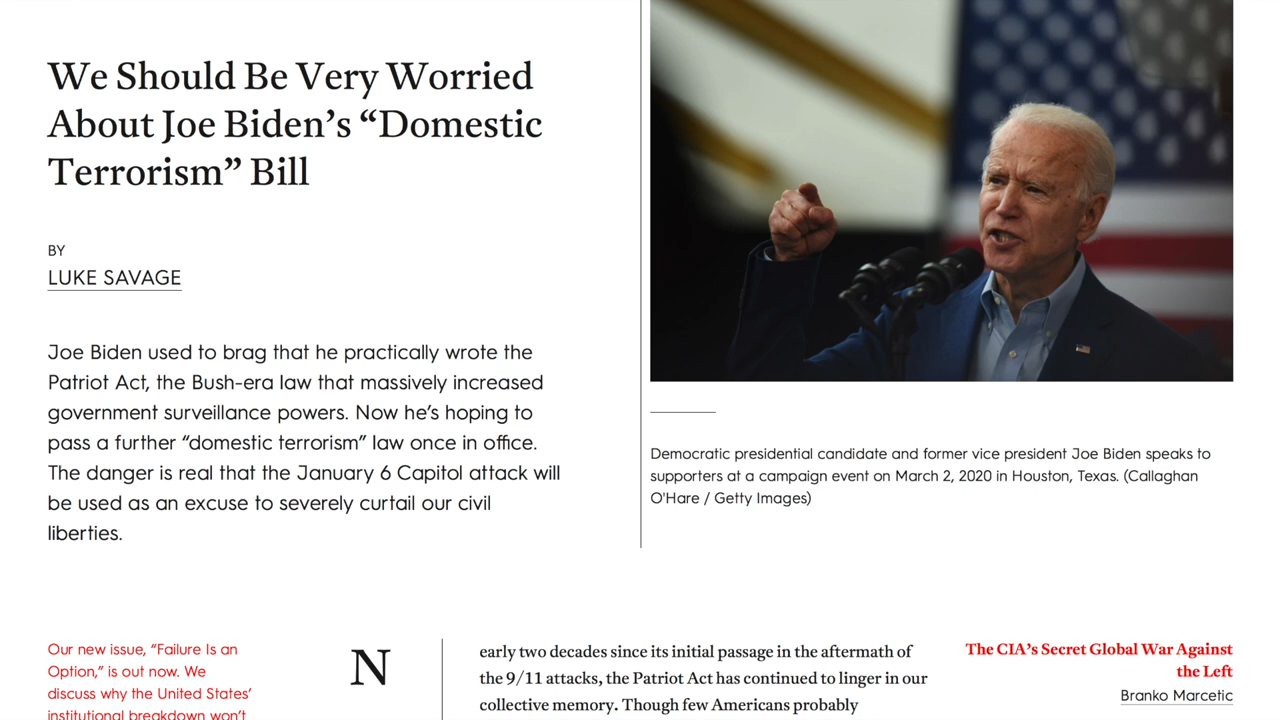 We Should Be Very Worried
About Joe Biden’s “Domestic
Terrorism” Bill
BY
LUKE SAVAGE
Joe Biden used to brag that he practically wrote the
Patriot Act, the Bush-era law that massively increased
government surveillance powers. Now he’s hoping to
pass a further “domestic terrorism” law once in office.
The danger is real that the January 6 Capitol attack will
be used as an excuse to severely curtail our civil
liberties.
Democratic presidential candidate and former vice president Joe Biden speaks to
supporters at a campaign event on March 2, 2020 in Houston, Texas. (Callaghan
O'Hare / Getty Images)
Our new issue, “Failure Is an
Option,” is out now. We
discuss why the United States’
institutional breakdown won’t
N
early two decades since its initial passage in the aftermath of
the 9/11 attacks, the Patriot Act has continued to linger in our
collective memory. Though few Americans probably
The CIA’s Secret Global War Against
the Left
Branko Marcetic